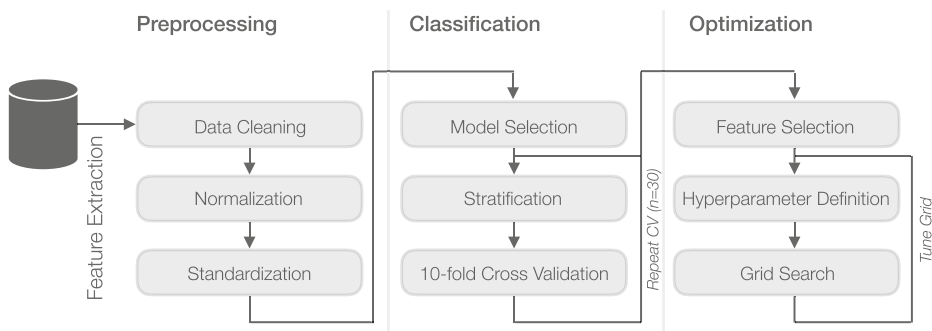 Preprocessing
Classification
Optimization
Feature Extraction
Data Cleaning
Normalization
Standardization
Model Selection
Stratification
10-fold Cross Validation
Repeat CV (n=30)
Feature Selection
Hyperparameter Definition
Grid Search
Tune Grid